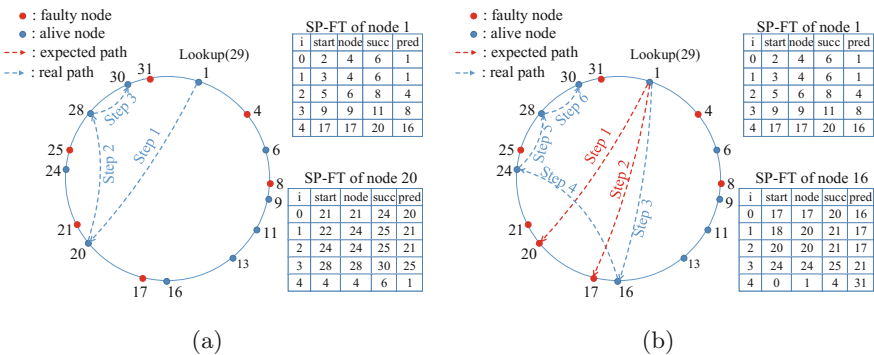 : faulty node
: alive node
: expected path
: real path
Lookup(29)
1
4
6
8
9
11
13
16
17
20
21
24
25
28
30
31
Step 1
Step 2
Step 3
SP-FT of node 1
i start node succ pred
0 2 4 6 1
1 3 4 6 1
2 5 6 8 4
3 9 9 11 8
4 17 17 20 16
SP-FT of node 20
i start node succ pred
0 21 21 24 20
1 22 24 25 21
2 24 24 25 21
3 28 28 30 25
4 4 4 6 1
(a)
: faulty node
: alive node
: expected path
: real path
Lookup(29)
1
4
6
8
9
11
13
16
17
20
21
24
25
28
30
31
Step 1
Step 2
Step 3
Step 4
Step 5
Step 6
SP-FT of node 1
i start node succ pred
0 2 4 6 1
1 3 4 6 1
2 5 6 8 4
3 9 9 11 8
4 17 17 20 16
SP-FT of node 16
i start node succ pred
0 17 17 20 16
1 18 20 21 17
2 20 20 21 17
3 24 24 25 21
4 0 1 4 31
(b)